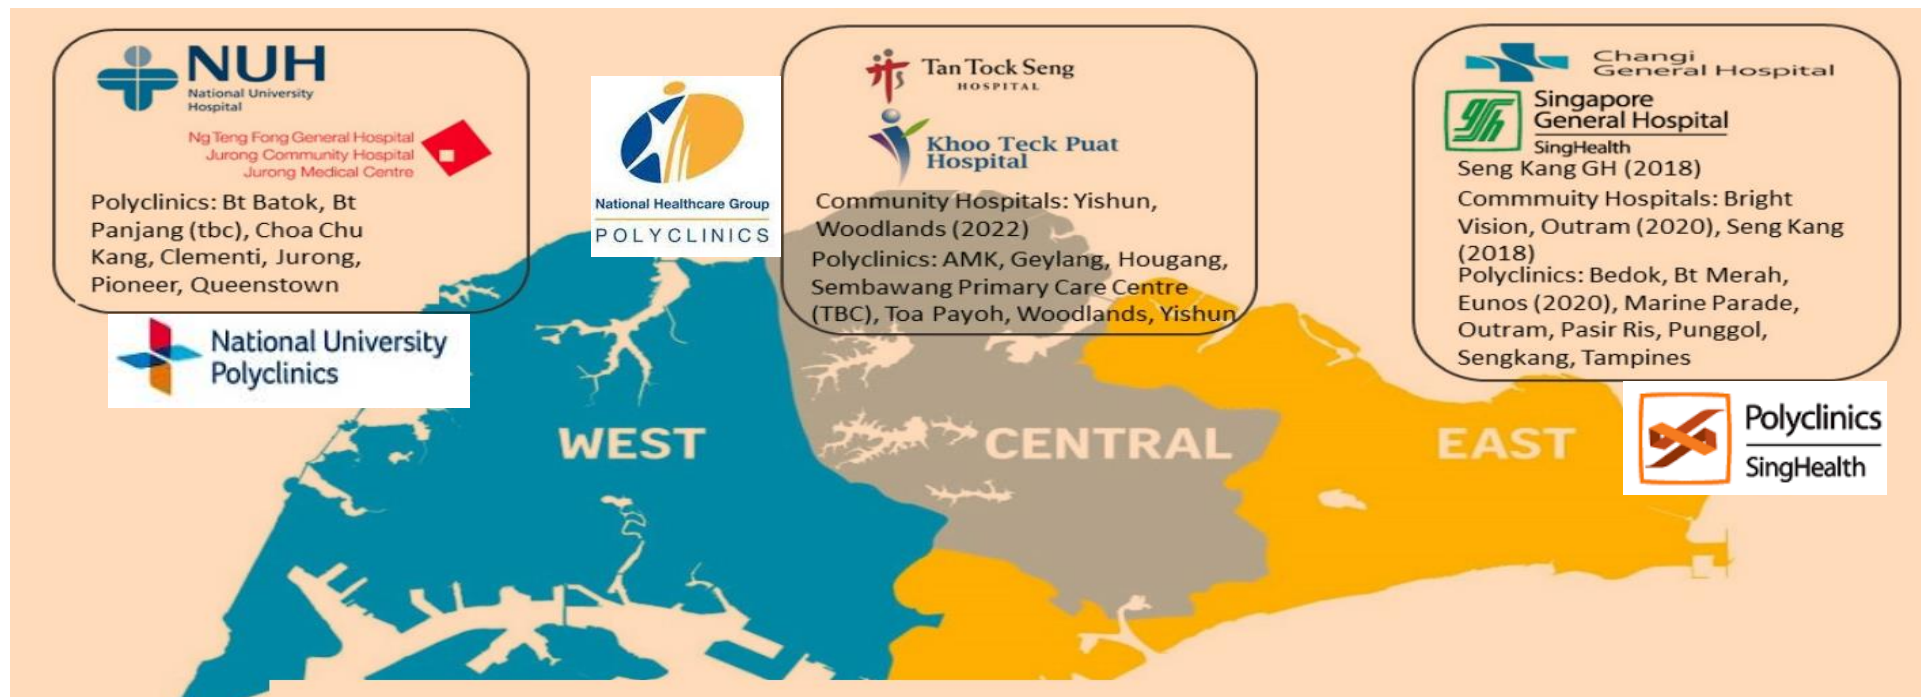 NUH
National University
Hospital
Ng Teng Fong General Hospital
Jurong Community Hospital
Jurong Medical Centre
Polyclinics: Bt Batok, Bt
Panjang (tbc), Choa Chu
Kang, Clementi, Jurong,
Pioneer, Queenstown
National University
Polyclinics
National Healthcare Group
POLYCLINICS
Tan Tock Seng
HOSPITAL
Khoo Teck Puat
Hospital
Community Hospitals: Yishun,
Woodlands (2022)
Polyclinics: AMK, Geylang, Hougang,
Sembawang Primary Care Centre
(TBC), Toa Payoh, Woodlands, Yishun
Changi
General Hospital
Singapore
General Hospital
SingHealth
Seng Kang GH (2018)
Commmuity Hospitals: Bright
Vision, Outram (2020), Seng Kang
(2018)
Polyclinics: Bedok, Bt Merah,
Eunos (2020), Marine Parade,
Outram, Pasir Ris, Punggol,
Sengkang, Tampines
Polyclinics
SingHealth
WEST
CENTRAL
EAST